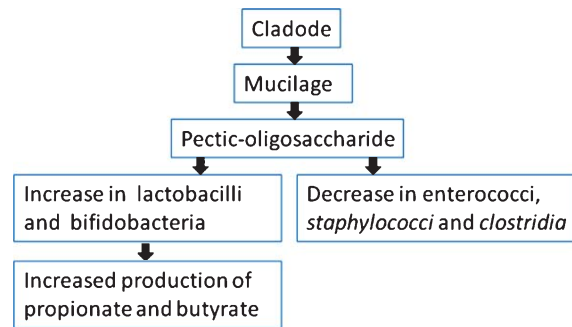 Cladode
Mucilage
Pectic-oligosaccharide
Increase in lactobacilli
and bifidobacteria
Decrease in enterococci,
staphylococci and clostridia
Increased production of
propionate and butyrate